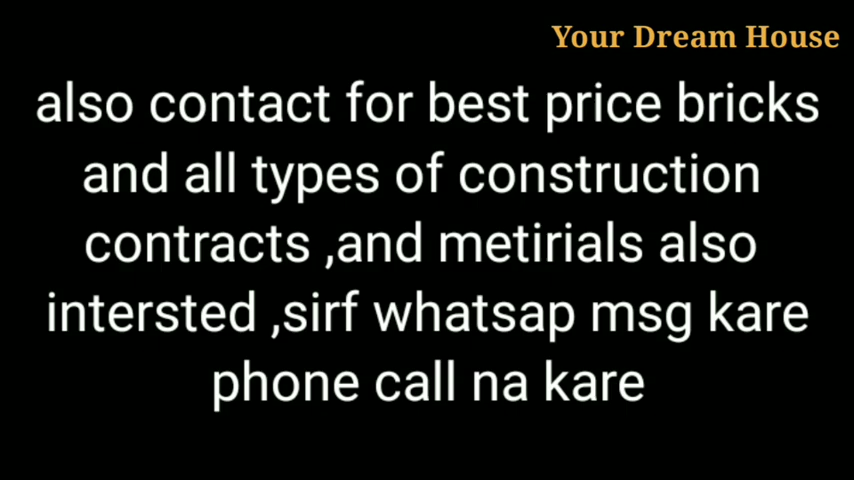 Your Dream House
also contact for best price bricks
and all types of construction
contracts ,and metirials also
intersted ,sirf whatsap msg kare
phone call na kare